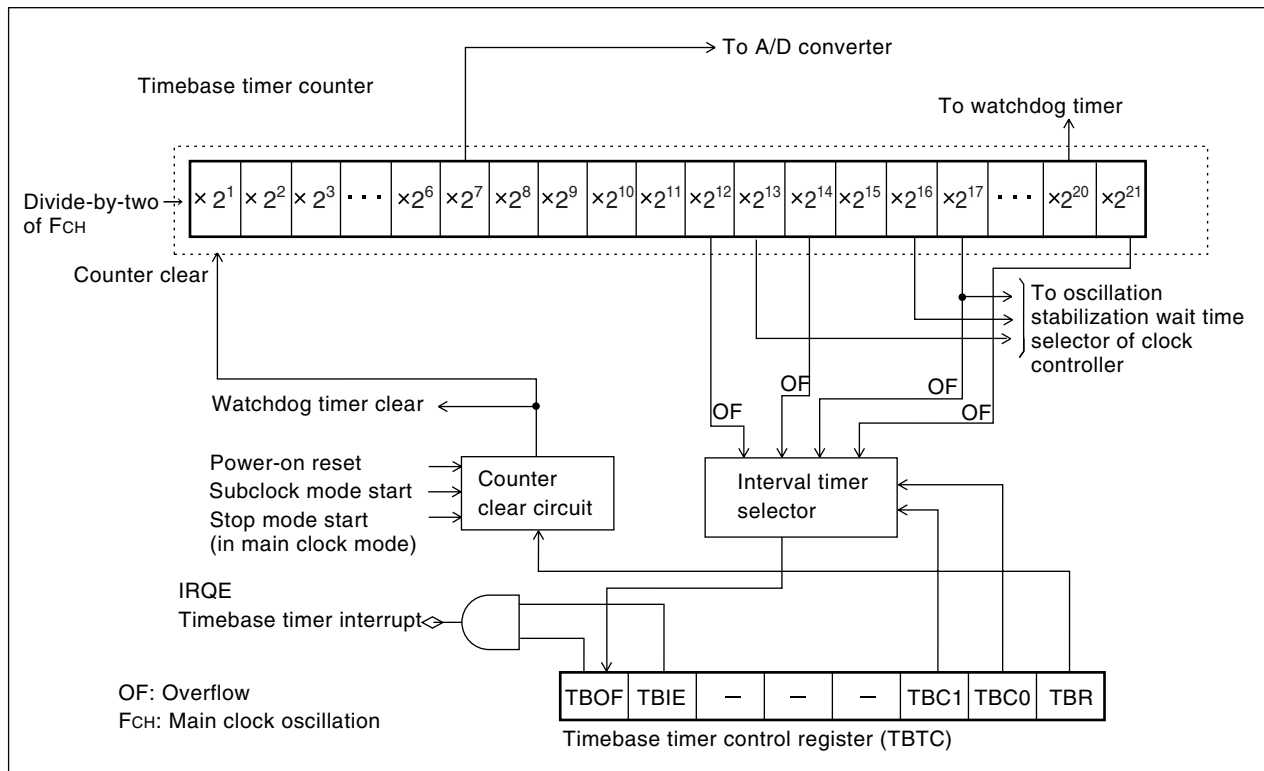 To A/D converter
Timebase timer counter
To watchdog timer
Divide-by-two
of FCH
× 2¹ × 2² × 2³ · · · ×2⁶ ×2⁷ ×2⁸ ×2⁹ ×2¹⁰ ×2¹¹ ×2¹² ×2¹³ ×2¹⁴ ×2¹⁵ ×2¹⁶ ×2¹⁷ · · · ×2²⁰ ×2²¹
Counter clear
To oscillation
stabilization wait time
selector of clock
controller
OF OF OF OF
Watchdog timer clear
Power-on reset
Subclock mode start
Stop mode start
(in main clock mode)
Counter
clear circuit
Interval timer
selector
IRQE
Timebase timer interrupt
TBOF TBIE — — — TBC1 TBC0 TBR
Timebase timer control register (TBTC)
OF: Overflow
FCH: Main clock oscillation